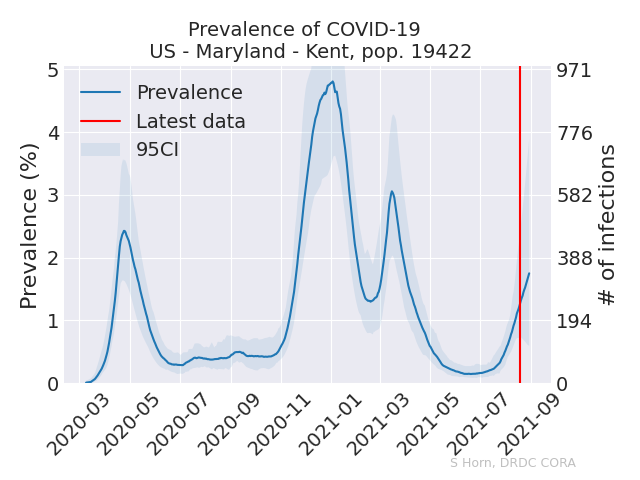 Prevalence of COVID-19
US - Maryland - Kent, pop. 19422
Prevalence
Latest data
95CI
Prevalence (%)
5
4
3
2
1
0
971
776
582
388
194
0
# of infections
2020-03
2020-05
2020-07
2020-09
2020-11
2021-01
2021-03
2021-05
2021-07
2021-09
S Horn, DRDC CORA